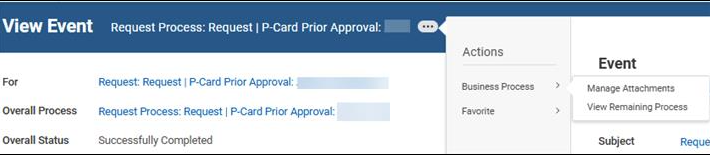 View Event Request Process: Request | P-Card Prior Approval:
For Request: Request | P-Card Prior Approval:
Overall Process Request Process: Request | P-Card Prior Approval:
Overall Status Successfully Completed
Actions
Business Process
Favorite
Manage Attachments
View Remaining Process
Event
Subject Reque